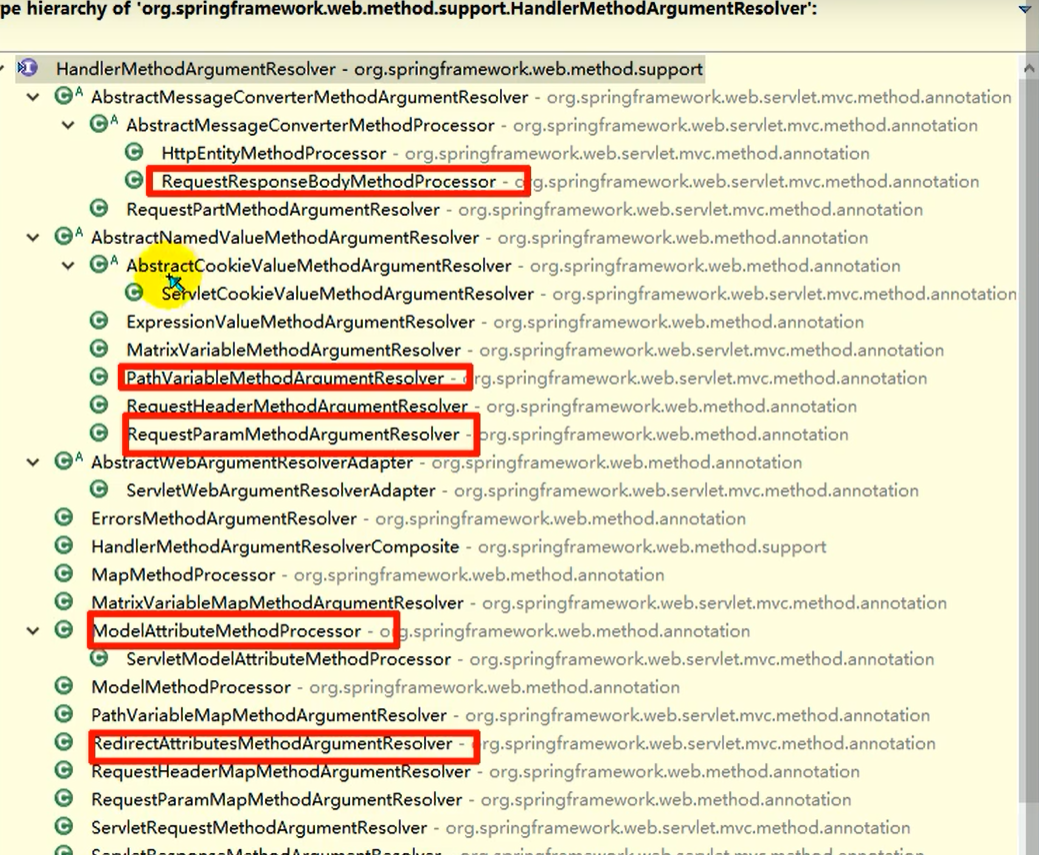 pe hierarchy of 'org.springframework.web.method.support.HandlerMethodArgumentResolver':
HandlerMethodArgumentResolver - org.springframework.web.method.support
AbstractMessageConverterMethodArgumentResolver - org.springframework.web.servlet.mvc.method.annotation
AbstractMessageConverterMethodProcessor - org.springframework.web.servlet.mvc.method.annotation
HttpEntityMethodProcessor - org.springframework.web.servlet.mvc.method.annotation
RequestResponseBodyMethodProcessor - org.springframework.web.servlet.mvc.method.annotation
RequestPartMethodArgumentResolver - org.springframework.web.servlet.mvc.method.annotation
AbstractNamedValueMethodArgumentResolver - org.springframework.web.method.annotation
AbstractCookieValueMethodArgumentResolver - org.springframework.web.method.annotation
ServletCookieValueMethodArgumentResolver - org.springframework.web.servlet.mvc.method.annotation
ExpressionValueMethodArgumentResolver - org.springframework.web.method.annotation
MatrixVariableMethodArgumentResolver - org.springframework.web.servlet.mvc.method.annotation
PathVariableMethodArgumentResolver - org.springframework.web.servlet.mvc.method.annotation
RequestHeaderMethodArgumentResolver - org.springframework.web.method.annotation
RequestParamMethodArgumentResolver - org.springframework.web.method.annotation
AbstractWebArgumentResolverAdapter - org.springframework.web.method.annotation
ServletWebArgumentResolverAdapter - org.springframework.web.servlet.mvc.method.annotation
ErrorsMethodArgumentResolver - org.springframework.web.method.annotation
HandlerMethodArgumentResolverComposite - org.springframework.web.method.support
MapMethodProcessor - org.springframework.web.method.annotation
MatrixVariableMapMethodArgumentResolver - org.springframework.web.servlet.mvc.method.annotation
ModelAttributeMethodProcessor - org.springframework.web.method.annotation
ServletModelAttributeMethodProcessor - org.springframework.web.servlet.mvc.method.annotation
ModelMethodProcessor - org.springframework.web.method.annotation
PathVariableMapMethodArgumentResolver - org.springframework.web.servlet.mvc.method.annotation
RedirectAttributesMethodArgumentResolver - org.springframework.web.servlet.mvc.method.annotation
RequestHeaderMapMethodArgumentResolver - org.springframework.web.method.annotation
RequestParamMapMethodArgumentResolver - org.springframework.web.method.annotation
ServletRequestMethodArgumentResolver - org.springframework.web.servlet.mvc.method.annotation
ServletResponseMethodArgumentResolver - org.springframework.web.servlet.mvc.method.annotation